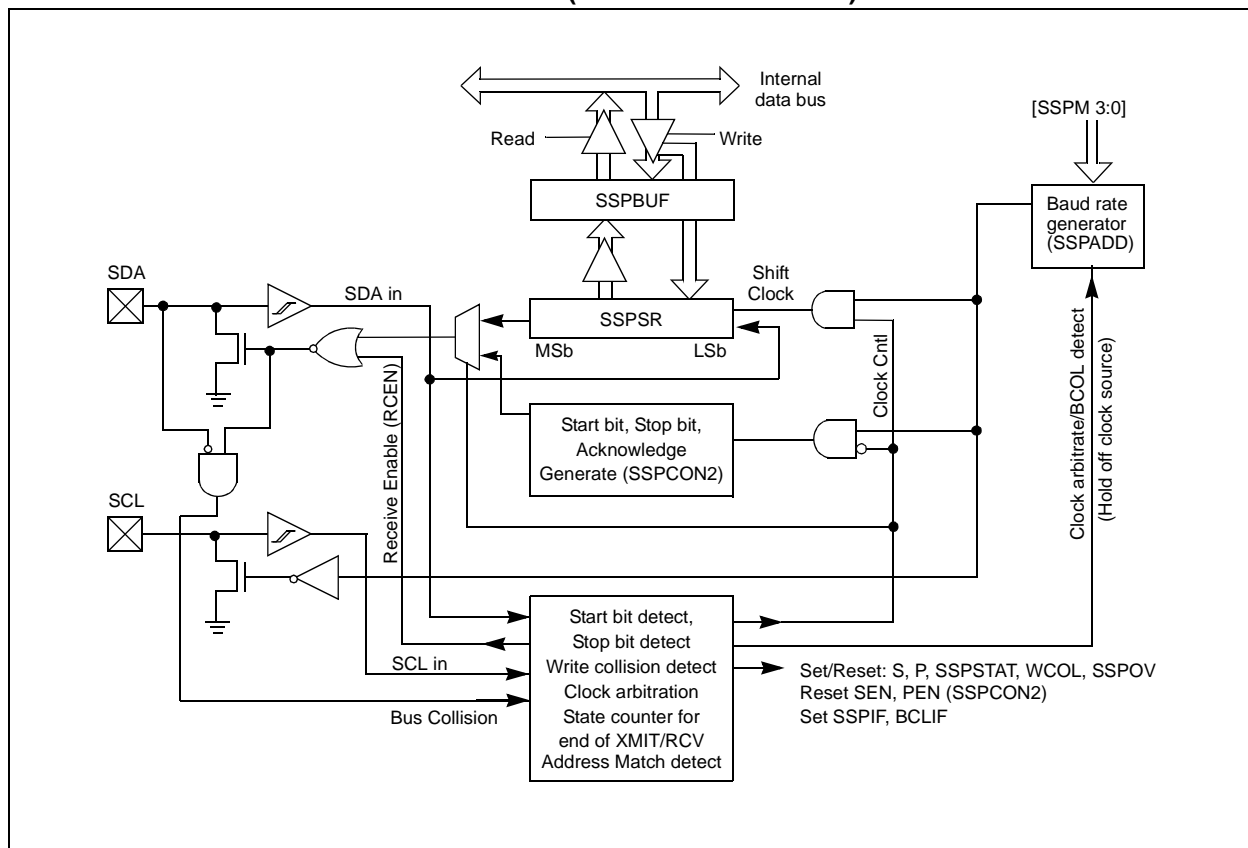 Internal
data bus
[SSPM 3:0]
Read
Write
SSPBUF
Baud rate
generator
(SSPADD)
SDA
Shift
Clock
SDA in
SSPSR
MSb
LSb
Start bit, Stop bit,
Acknowledge
Generate (SSPCON2)
Clock Cntl
Receive Enable (RCEN)
Clock arbitrate/BCOL detect
(Hold off clock source)
SCL
Start bit detect,
Stop bit detect
Write collision detect
Clock arbitration
State counter for
end of XMIT/RCV
Address Match detect
SCL in
Bus Collision
Set/Reset: S, P, SSPSTAT, WCOL, SSPOV
Reset SEN, PEN (SSPCON2)
Set SSPIF, BCLIF